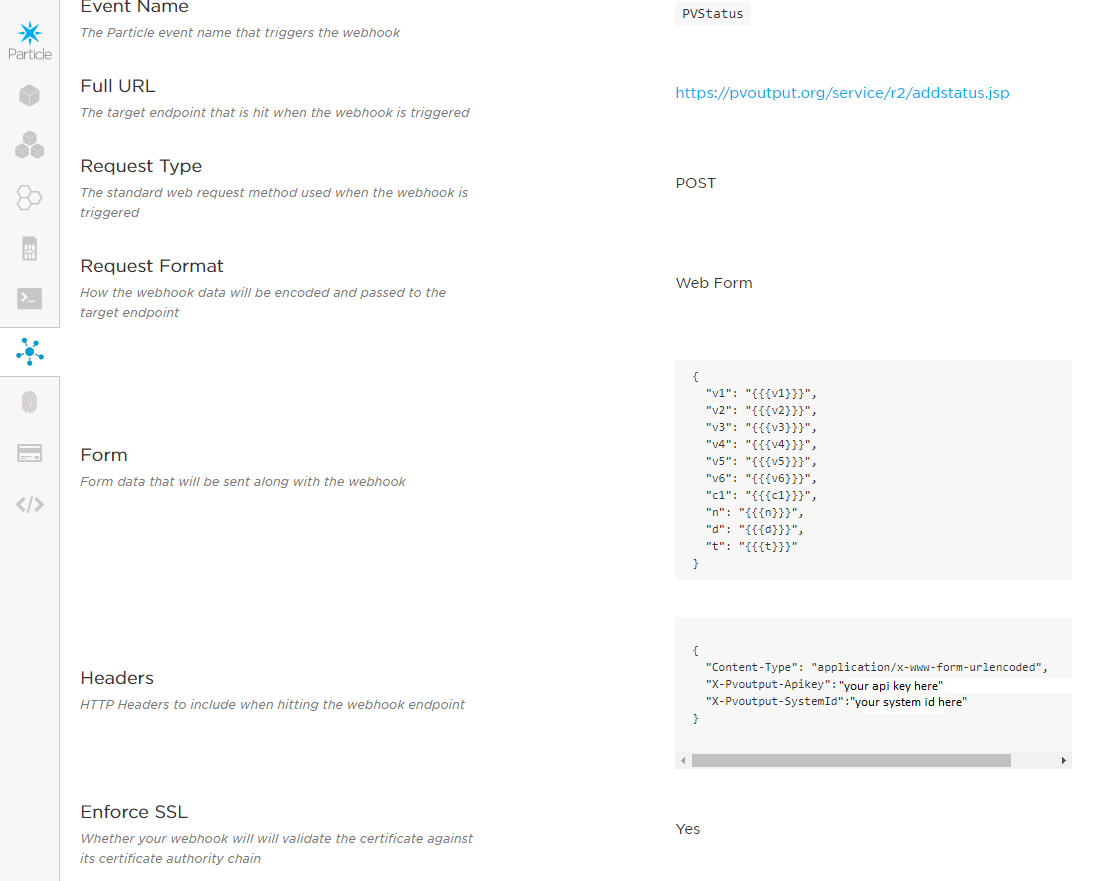 Particle
Event Name
The Particle event name that triggers the webhook
PVStatus
Full URL
The target endpoint that is hit when the webhook is triggered
https://pvoutput.org/service/r2/addstatus.jsp
Request Type
The standard web request method used when the webhook is
triggered
POST
Request Format
How the webhook data will be encoded and passed to the
target endpoint
Web Form
Form
Form data that will be sent along with the webhook
{
"v1": "{{{v1}}}",
"v2": "{{{v2}}}",
"v3": "{{{v3}}}",
"v4": "{{{v4}}}",
"v5": "{{{v5}}}",
"v6": "{{{v6}}}",
"c1": "{{{c1}}}",
"n": "{{{n}}}",
"d": "{{{d}}}",
"t": "{{{t}}}"
}
Headers
HTTP Headers to include when hitting the webhook endpoint
{
"Content-Type": "application/x-www-form-urlencoded",
"X-Pvoutput-Apikey":"your api key here"
"X-Pvoutput-SystemId":"your system id here"
}
Enforce SSL
Whether your webhook will will validate the certificate against
its certificate authority chain
Yes